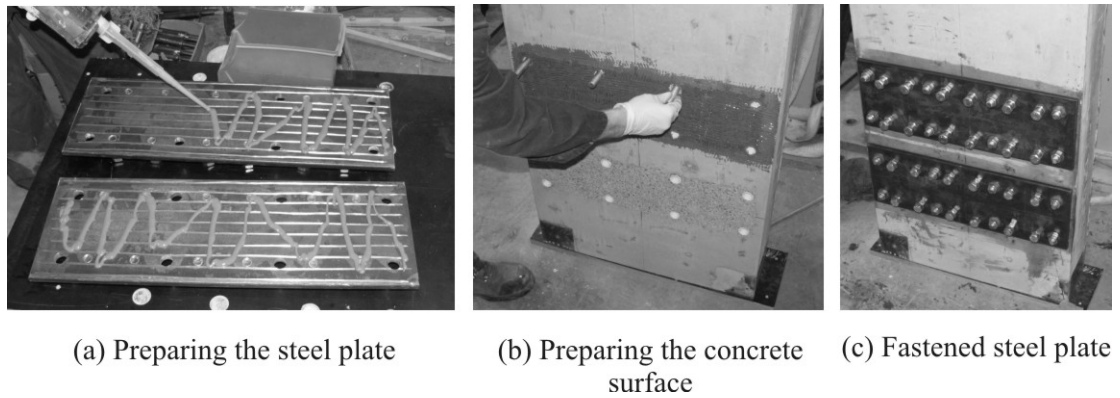 (a) Preparing the steel plate
(b) Preparing the concrete
surface
(c) Fastened steel plate